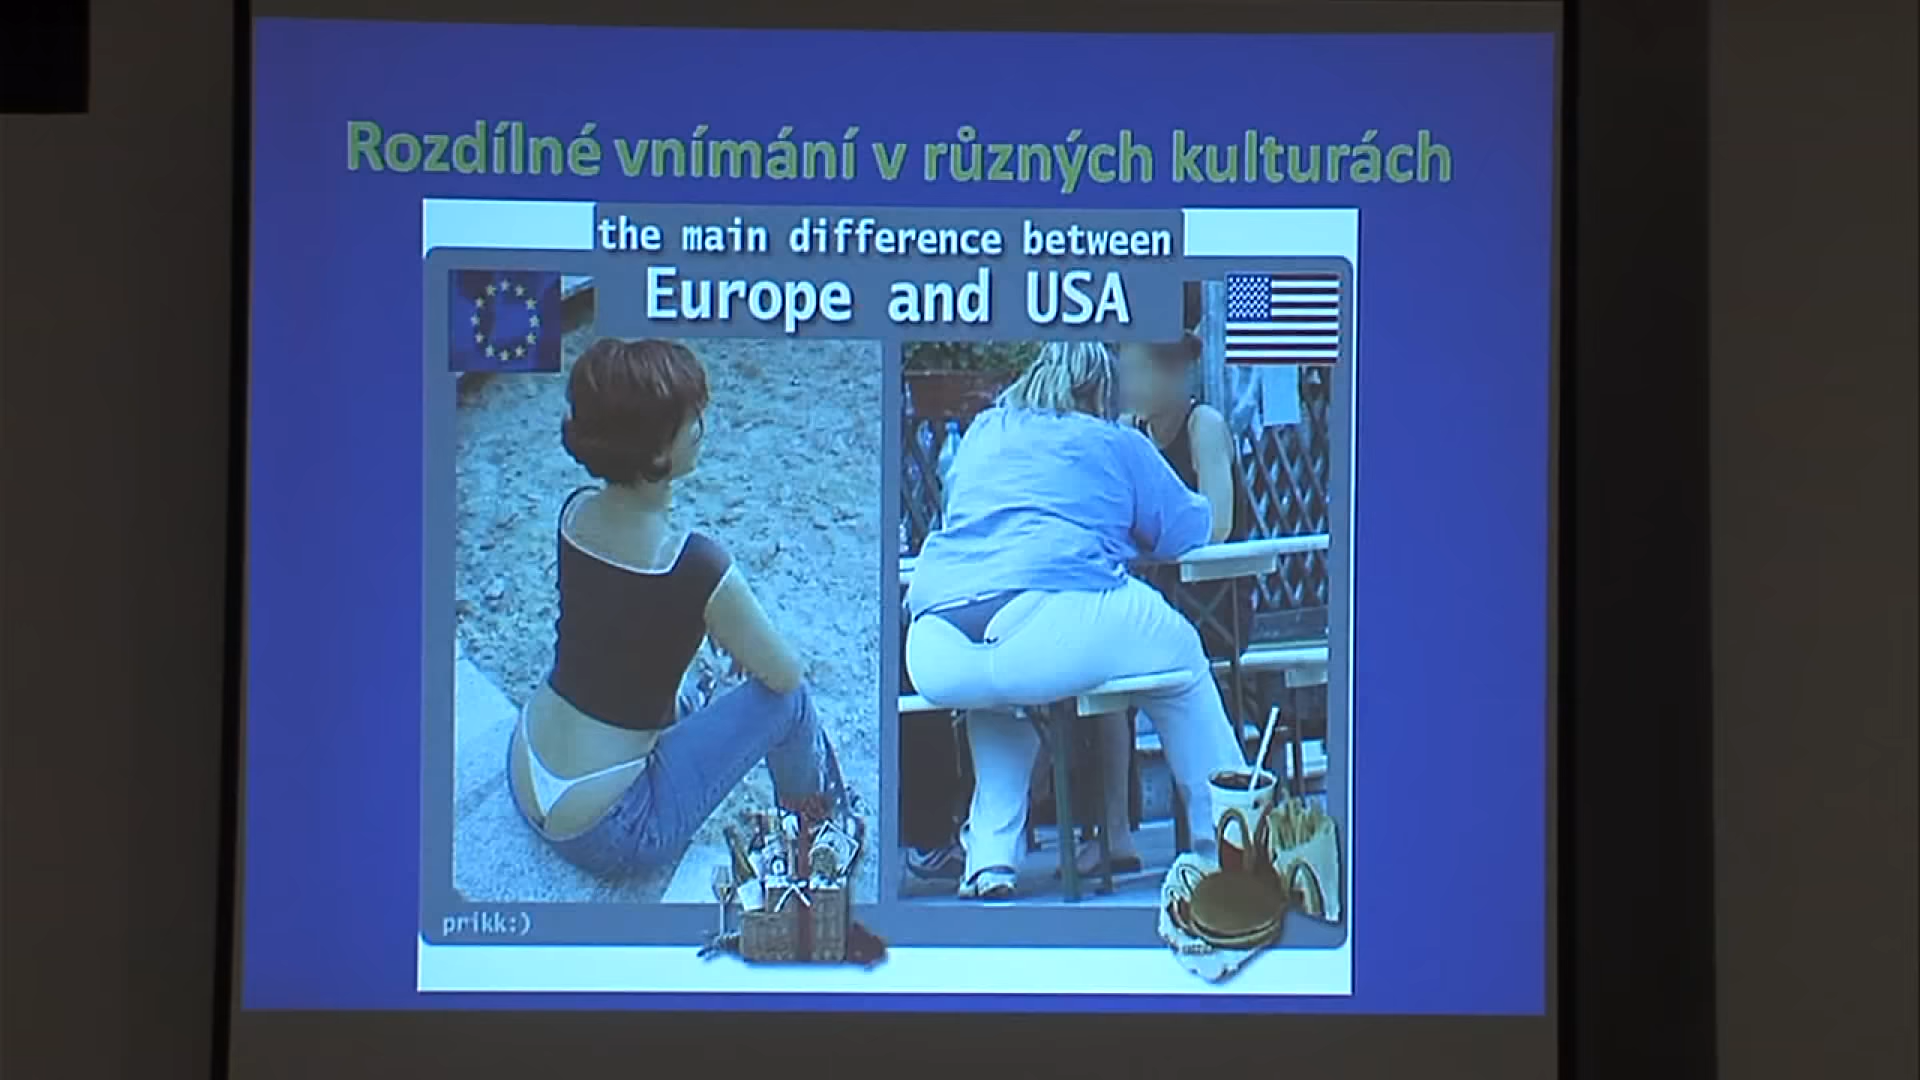 Rozdílné vnímání v různých kulturách
the main difference between
Europe and USA
prikk:)